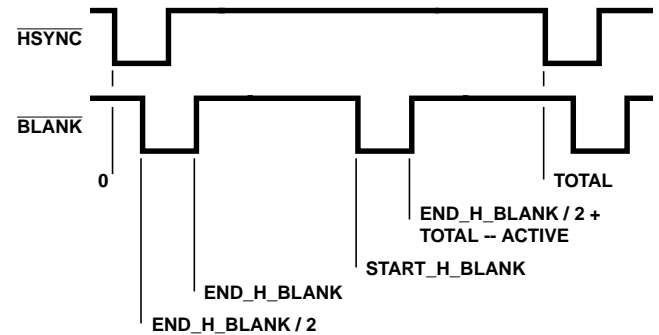 HSYNC
BLANK
0
TOTAL
END_H_BLANK / 2 +
TOTAL -- ACTIVE
START_H_BLANK
END_H_BLANK
END_H_BLANK / 2